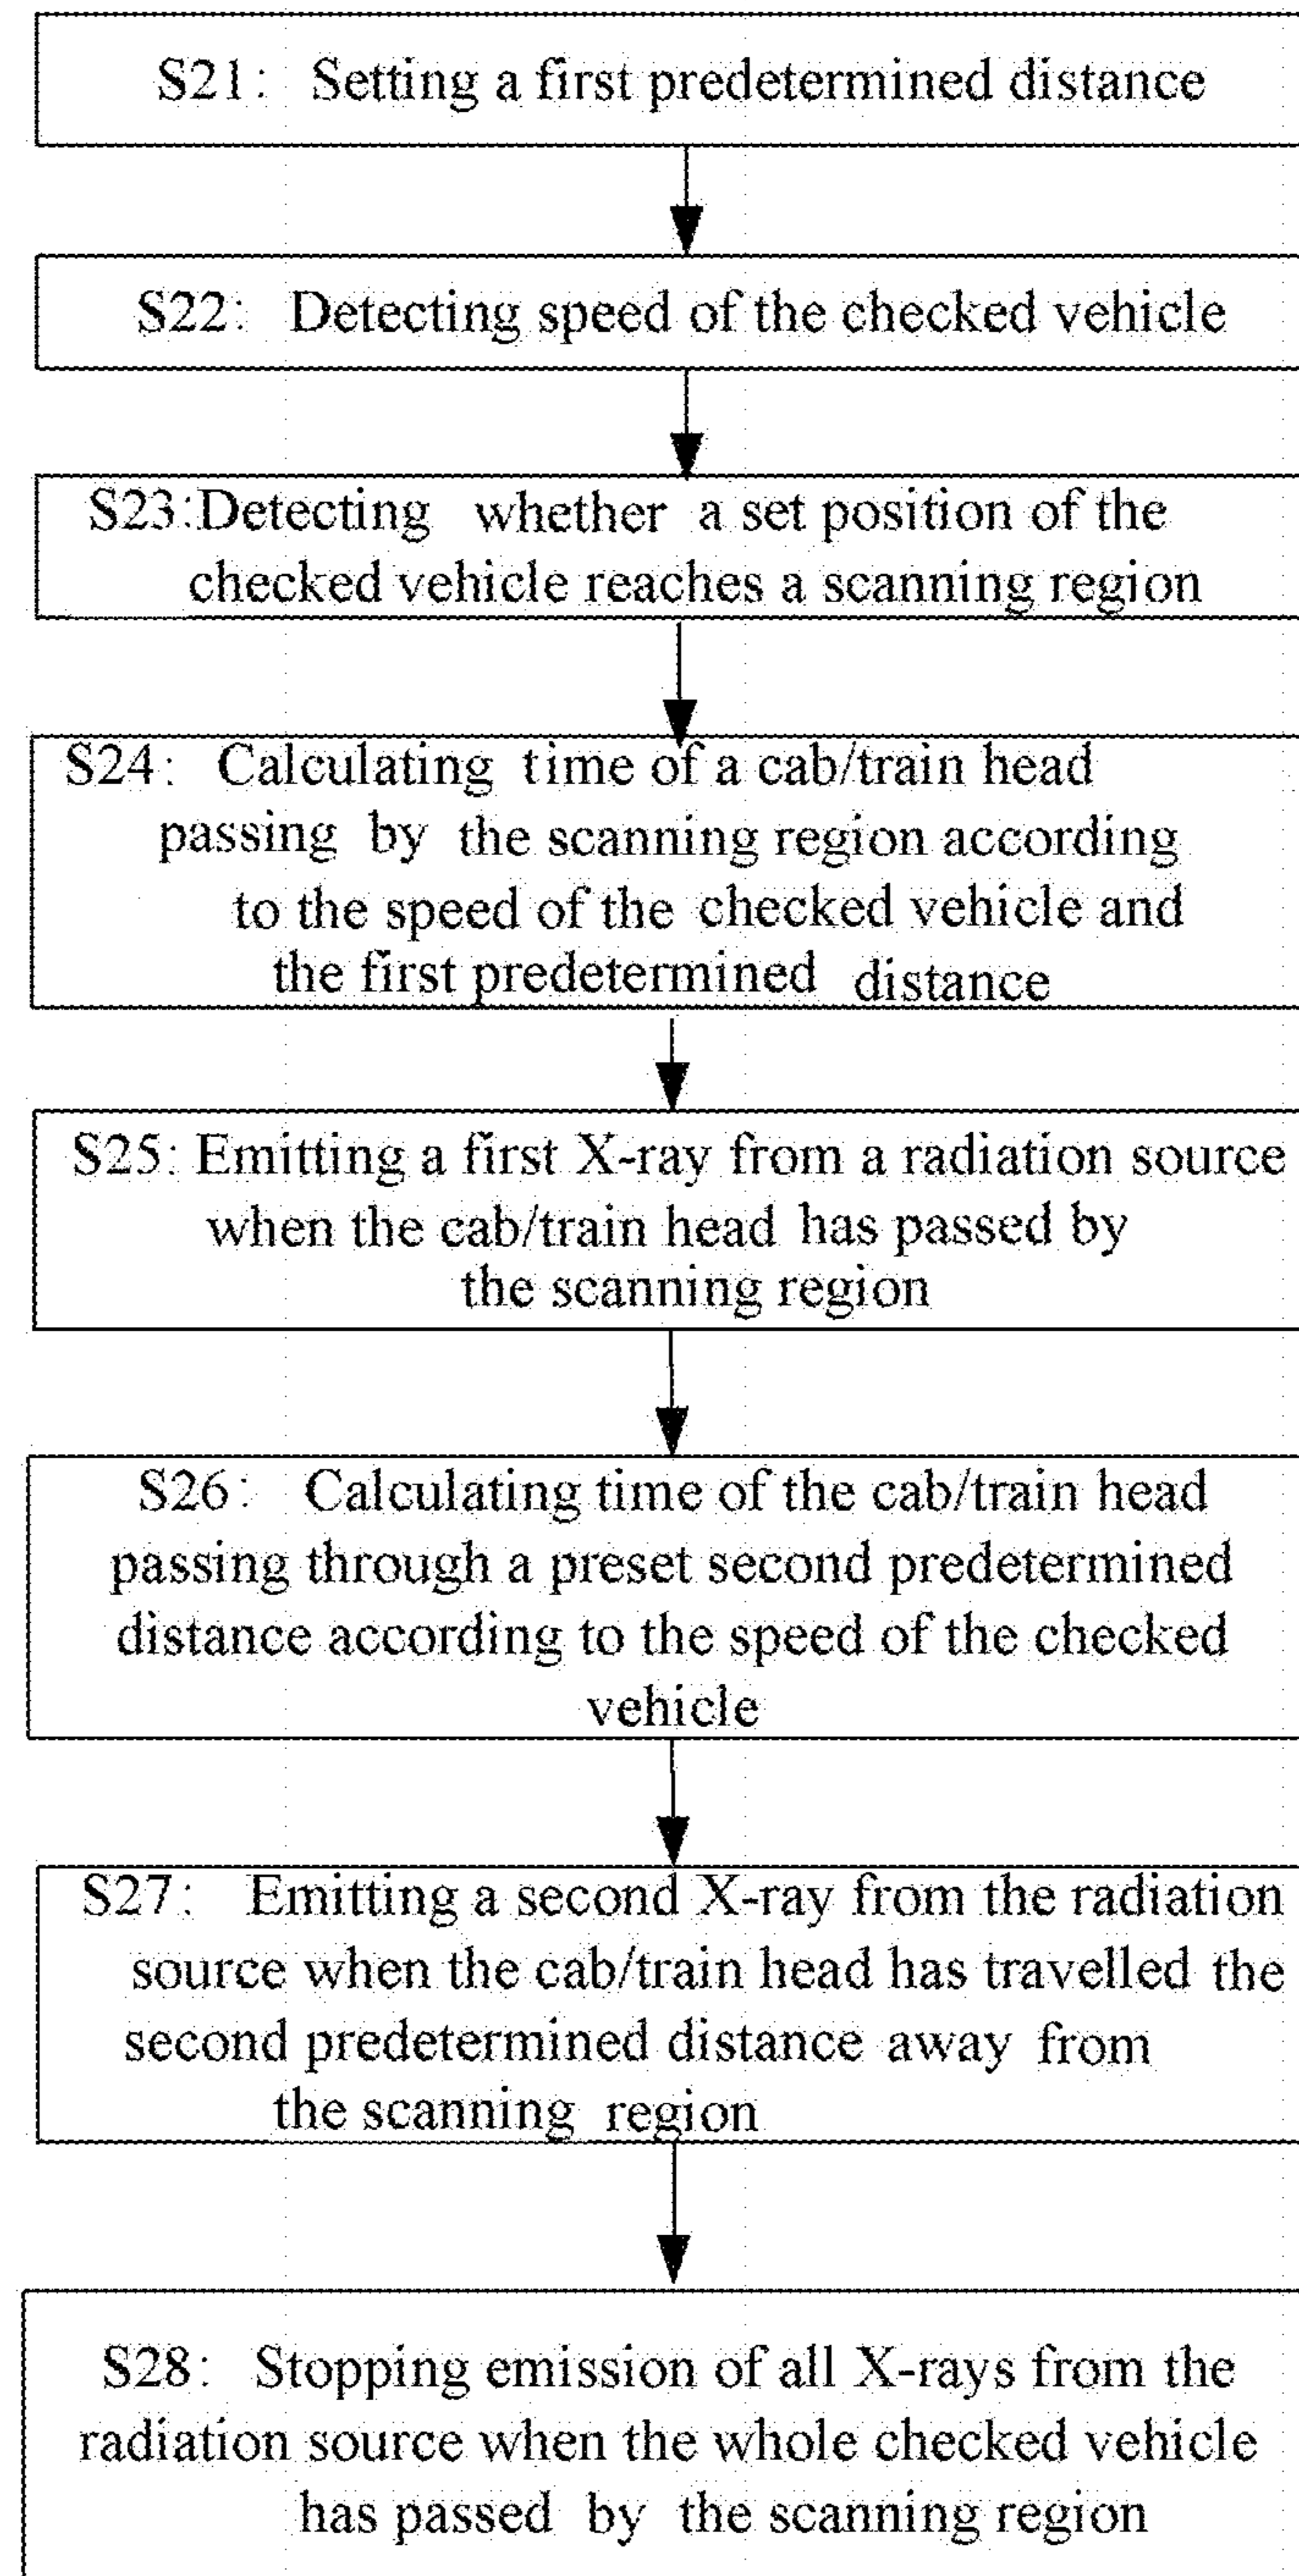 S21: Setting a first predetermined distance
S22: Detecting speed of the checked vehicle
S23:Detecting whether a set position of the
checked vehicle reaches a scanning region
S24: Calculating time of a cab/train head
passing by the scanning region according
to the speed of the checked vehicle and
the first predetermined distance
S25: Emitting a first X-ray from a radiation source
when the cab/train head has passed by
the scanning region
S26: Calculating time of the cab/train head
passing through a preset second predetermined
distance according to the speed of the checked
vehicle
S27: Emitting a second X-ray from the radiation
source when the cab/train head has travelled the
second predetermined distance away from
the scanning region
S28: Stopping emission of all X-rays from the
radiation source when the whole checked vehicle
has passed by the scanning region